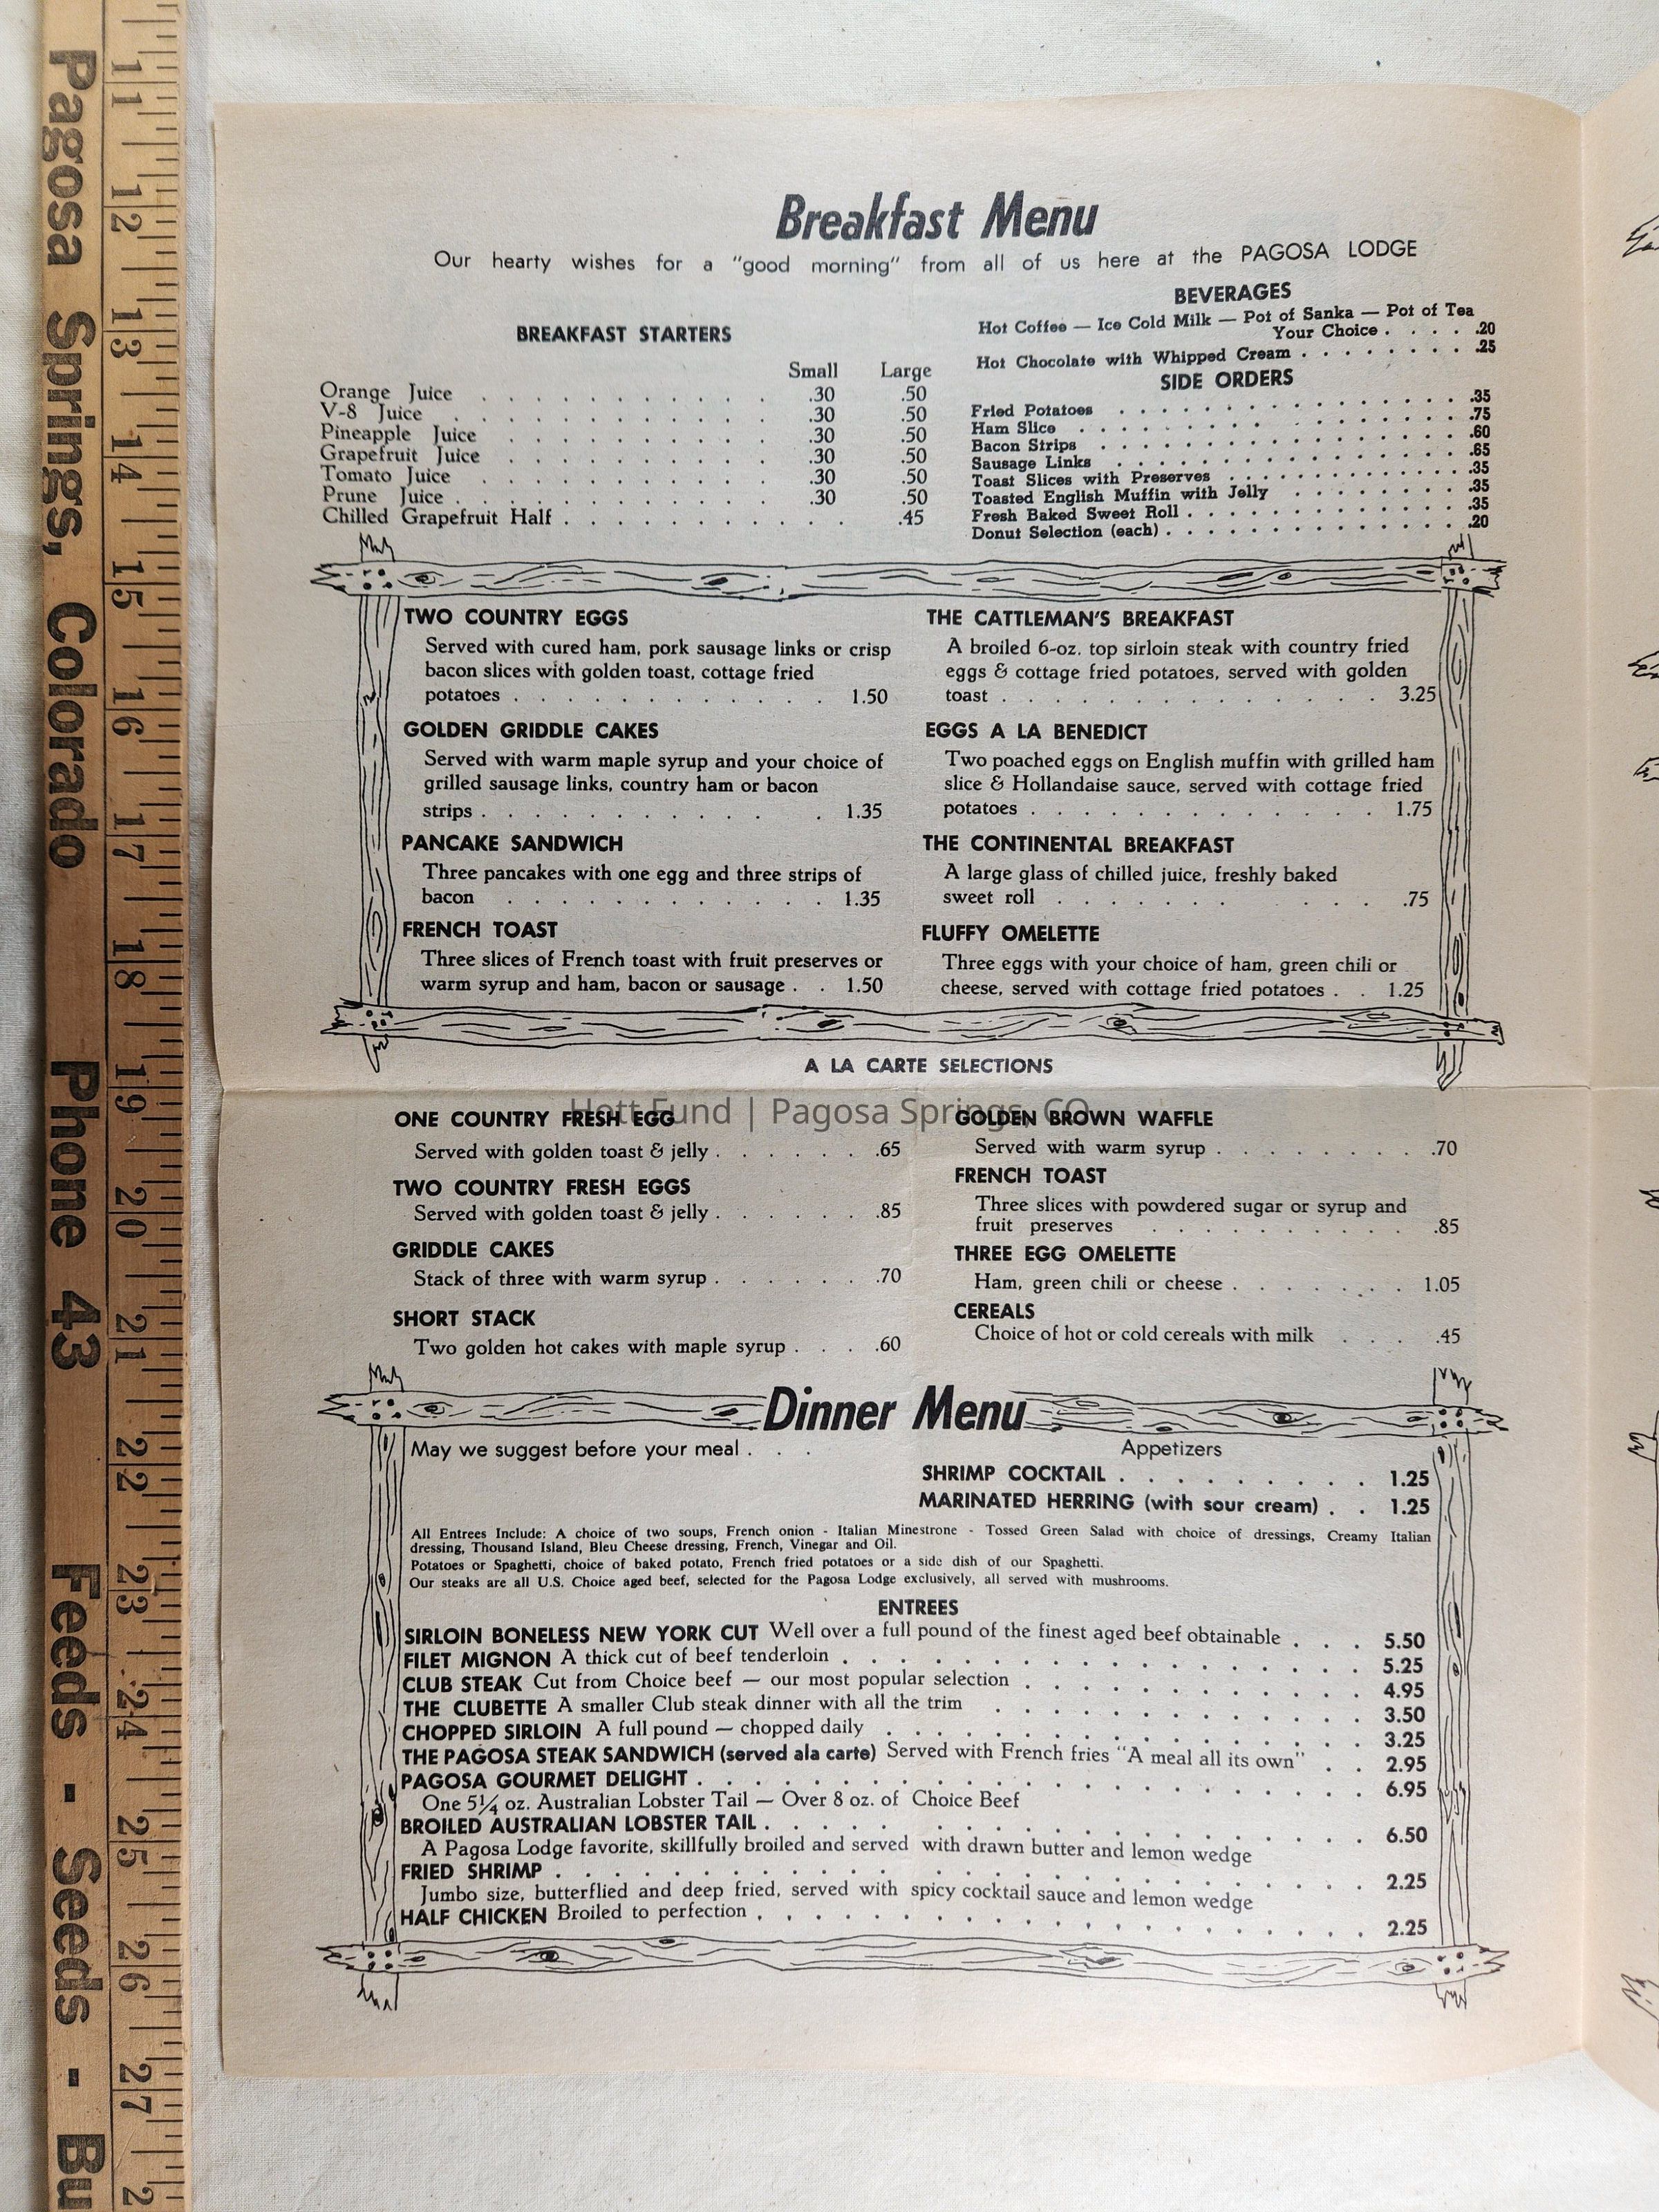 Breakfast Menu
Our hearty wishes for a "good morning" from all of us here at the PAGOSA LODGE
BREAKFAST STARTERS
Small Large
Orange Juice . . . . . . . . . . . . .30 .50
V-8 Juice . . . . . . . . . . . . . .30 .50
Pineapple Juice . . . . . . . . . . . .30 .50
Grapefruit Juice . . . . . . . . . . . .30 .50
Tomato Juice . . . . . . . . . . . . .30 .50
Prune Juice . . . . . . . . . . . . . .30 .50
Chilled Grapefruit Half . . . . . . . . . . . . .45
BEVERAGES
Hot Coffee — Ice Cold Milk — Pot of Sanka — Pot of Tea
Your Choice . . . . .20
Hot Chocolate with Whipped Cream . . . . . . . . .25
SIDE ORDERS
Fried Potatoes . . . . . . . . . . . . . .35
Ham Slice . . . . . . . . . . . . . . .75
Bacon Strips . . . . . . . . . . . . . . .60
Sausage Links . . . . . . . . . . . . . .65
Toast Slices with Preserves . . . . . . . . . .35
Toasted English Muffin with Jelly . . . . . . . .35
Fresh Baked Sweet Roll . . . . . . . . . . . .35
Donut Selection (each) . . . . . . . . . . . . .20
TWO COUNTRY EGGS
Served with cured ham, pork sausage links or crisp
bacon slices with golden toast, cottage fried
potatoes . . . . . . . . . . . . 1.50
GOLDEN GRIDDLE CAKES
Served with warm maple syrup and your choice of
grilled sausage links, country ham or bacon
strips . . . . . . . . . . . . 1.35
PANCAKE SANDWICH
Three pancakes with one egg and three strips of
bacon . . . . . . . . . . . . 1.35
FRENCH TOAST
Three slices of French toast with fruit preserves or
warm syrup and ham, bacon or sausage . . 1.50
THE CATTLEMAN'S BREAKFAST
A broiled 6-oz. top sirloin steak with country fried
eggs & cottage fried potatoes, served with golden
toast . . . . . . . . . . . . . . 3.25
EGGS A LA BENEDICT
Two poached eggs on English muffin with grilled ham
slice & Hollandaise sauce, served with cottage fried
potatoes . . . . . . . . . . . . . 1.75
THE CONTINENTAL BREAKFAST
A large glass of chilled juice, freshly baked
sweet roll . . . . . . . . . . . .75
FLUFFY OMELETTE
Three eggs with your choice of ham, green chili or
cheese, served with cottage fried potatoes . . 1.25
A LA CARTE SELECTIONS
Hott Fund | Pagosa Springs, CO
ONE COUNTRY FRESH EGG
Served with golden toast & jelly . . . . . . . .65
TWO COUNTRY FRESH EGGS
Served with golden toast & jelly . . . . . . . .85
GRIDDLE CAKES
Stack of three with warm syrup . . . . . . . .70
SHORT STACK
Two golden hot cakes with maple syrup . . . . .60
GOLDEN BROWN WAFFLE
Served with warm syrup . . . . . . . . . .70
FRENCH TOAST
Three slices with powdered sugar or syrup and
fruit preserves . . . . . . . . . . .85
THREE EGG OMELETTE
Ham, green chili or cheese . . . . . . . 1.05
CEREALS
Choice of hot or cold cereals with milk . . . .45
Dinner Menu
May we suggest before your meal . . .
Appetizers
SHRIMP COCKTAIL . . . . . . . . . 1.25
MARINATED HERRING (with sour cream) . . 1.25
All Entrees Include: A choice of two soups, French onion - Italian Minestrone - Tossed Green Salad with choice of dressings, Creamy Italian
dressing, Thousand Island, Bleu Cheese dressing, French, Vinegar and Oil.
Potatoes or Spaghetti, choice of baked potato, French fried potatoes or a side dish of our Spaghetti.
Our steaks are all U.S. Choice aged beef, selected for the Pagosa Lodge exclusively, all served with mushrooms.
ENTREES
SIRLOIN BONELESS NEW YORK CUT Well over a full pound of the finest aged beef obtainable . . . 5.50
FILET MIGNON A thick cut of beef tenderloin . . . . . . . . . . . . . . . . . . 5.25
CLUB STEAK Cut from Choice beef — our most popular selection . . . . . . . . . . . . 4.95
THE CLUBETTE A smaller Club steak dinner with all the trim . . . . . . . . . . . . . 3.50
CHOPPED SIRLOIN A full pound — chopped daily . . . . . . . . . . . . . . . . . 3.25
THE PAGOSA STEAK SANDWICH (served ala carte) Served with French fries "A meal all its own" . . 2.95
PAGOSA GOURMET DELIGHT . . . . . . . . . . . . . . . . . . . . . . . 6.95
One 5¼ oz. Australian Lobster Tail — Over 8 oz. of Choice Beef
BROILED AUSTRALIAN LOBSTER TAIL . . . . . . . . . . . . . . . . . . . . . 6.50
A Pagosa Lodge favorite, skillfully broiled and served with drawn butter and lemon wedge
FRIED SHRIMP . . . . . . . . . . . . . . . . . . . . . . . . . . . . 2.25
Jumbo size, butterflied and deep fried, served with spicy cocktail sauce and lemon wedge
HALF CHICKEN Broiled to perfection . . . . . . . . . . . . . . . . . . . . . 2.25
Pagosa Springs, Colorado Phone 43 Feeds - Seeds - Bu
11 12 13 14 15 16 17 18 19 20 21 22 23 24 25 26 27 2